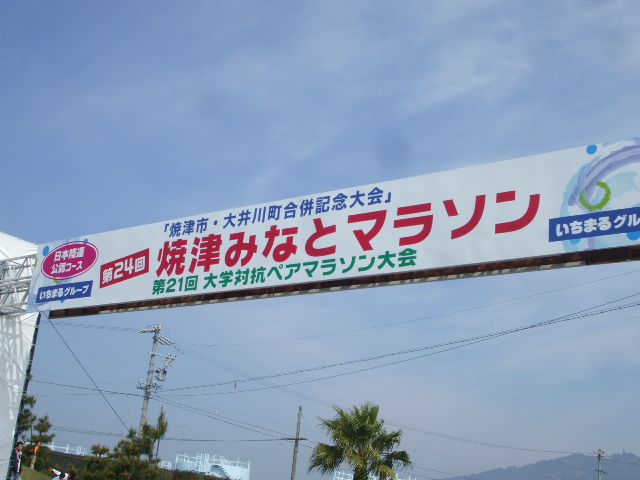 「焼津市・大井川町合併記念大会」
日本陸連
公認コース
第24回 焼津みなとマラソン
第21回 大学対抗ペアマラソン大会
いちまるグループ
いちまるグル